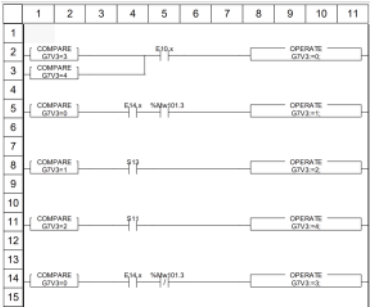 1 2 3 4 5 6 7 8 9 10 11
1
2 COMPARE E10,x OPERATE
G7V3=3 G7V3:=0;
3 COMPARE
G7V3=4
4
5 COMPARE E14,x %Mw101.3 OPERATE
G7V3=0 G7V3:=1;
6
7
8 COMPARE S13 OPERATE
G7V3=1 G7V3:=2;
9
10
11 COMPARE S11 OPERATE
G7V3=2 G7V3:=4;
12
13
14 COMPARE E14,x %Mw101.3 OPERATE
G7V3=0 G7V3:=3;
15